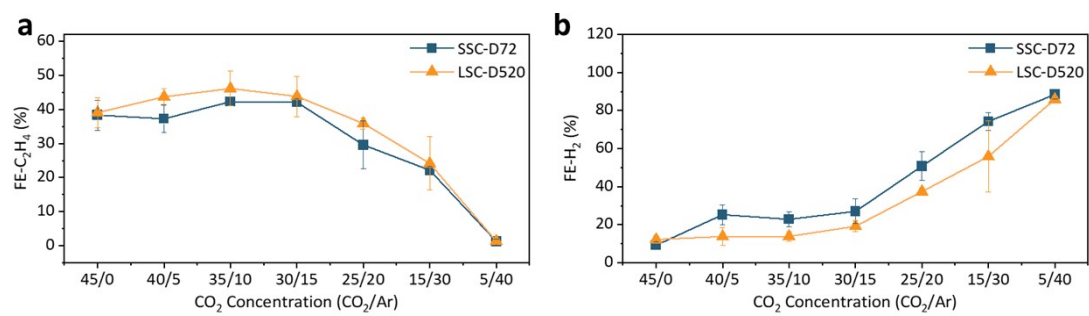 a
60
50
40
30
20
10
0
FE-C₂H₄ (%)
SSC-D72
LSC-D520
45/0 40/5 35/10 30/15 25/20 15/30 5/40
CO₂ Concentration (CO₂/Ar)
b
120
100
80
60
40
20
0
FE-H₂ (%)
SSC-D72
LSC-D520
45/0 40/5 35/10 30/15 25/20 15/30 5/40
CO₂ Concentration (CO₂/Ar)